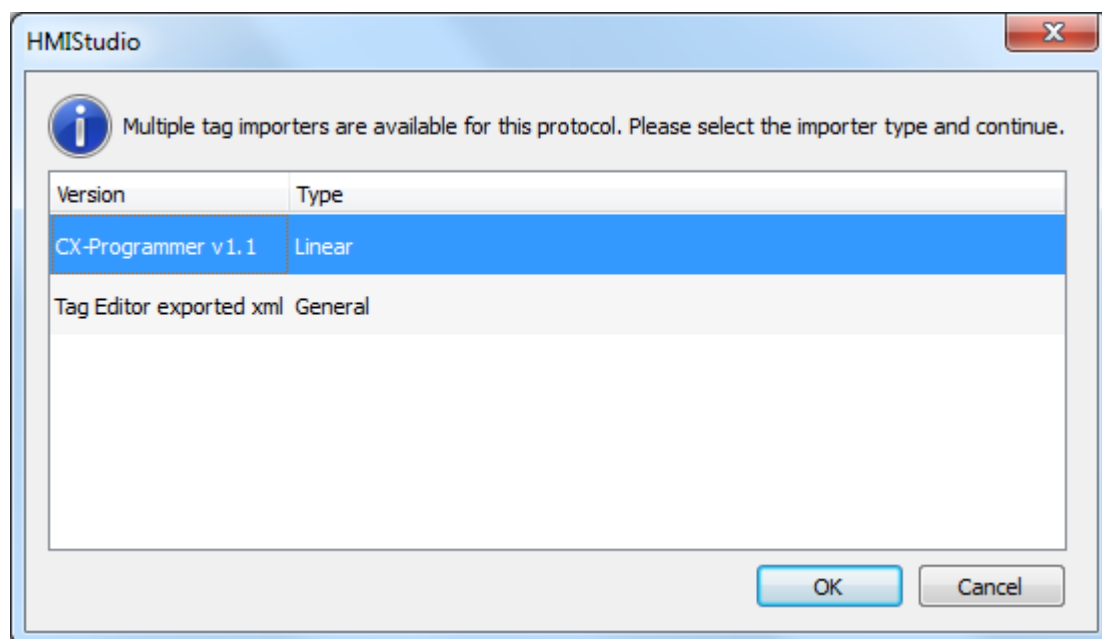 HMIStudio
Multiple tag importers are available for this protocol. Please select the importer type and continue.
Version Type
CX-Programmer v1.1 Linear
Tag Editor exported xml General
OK Cancel